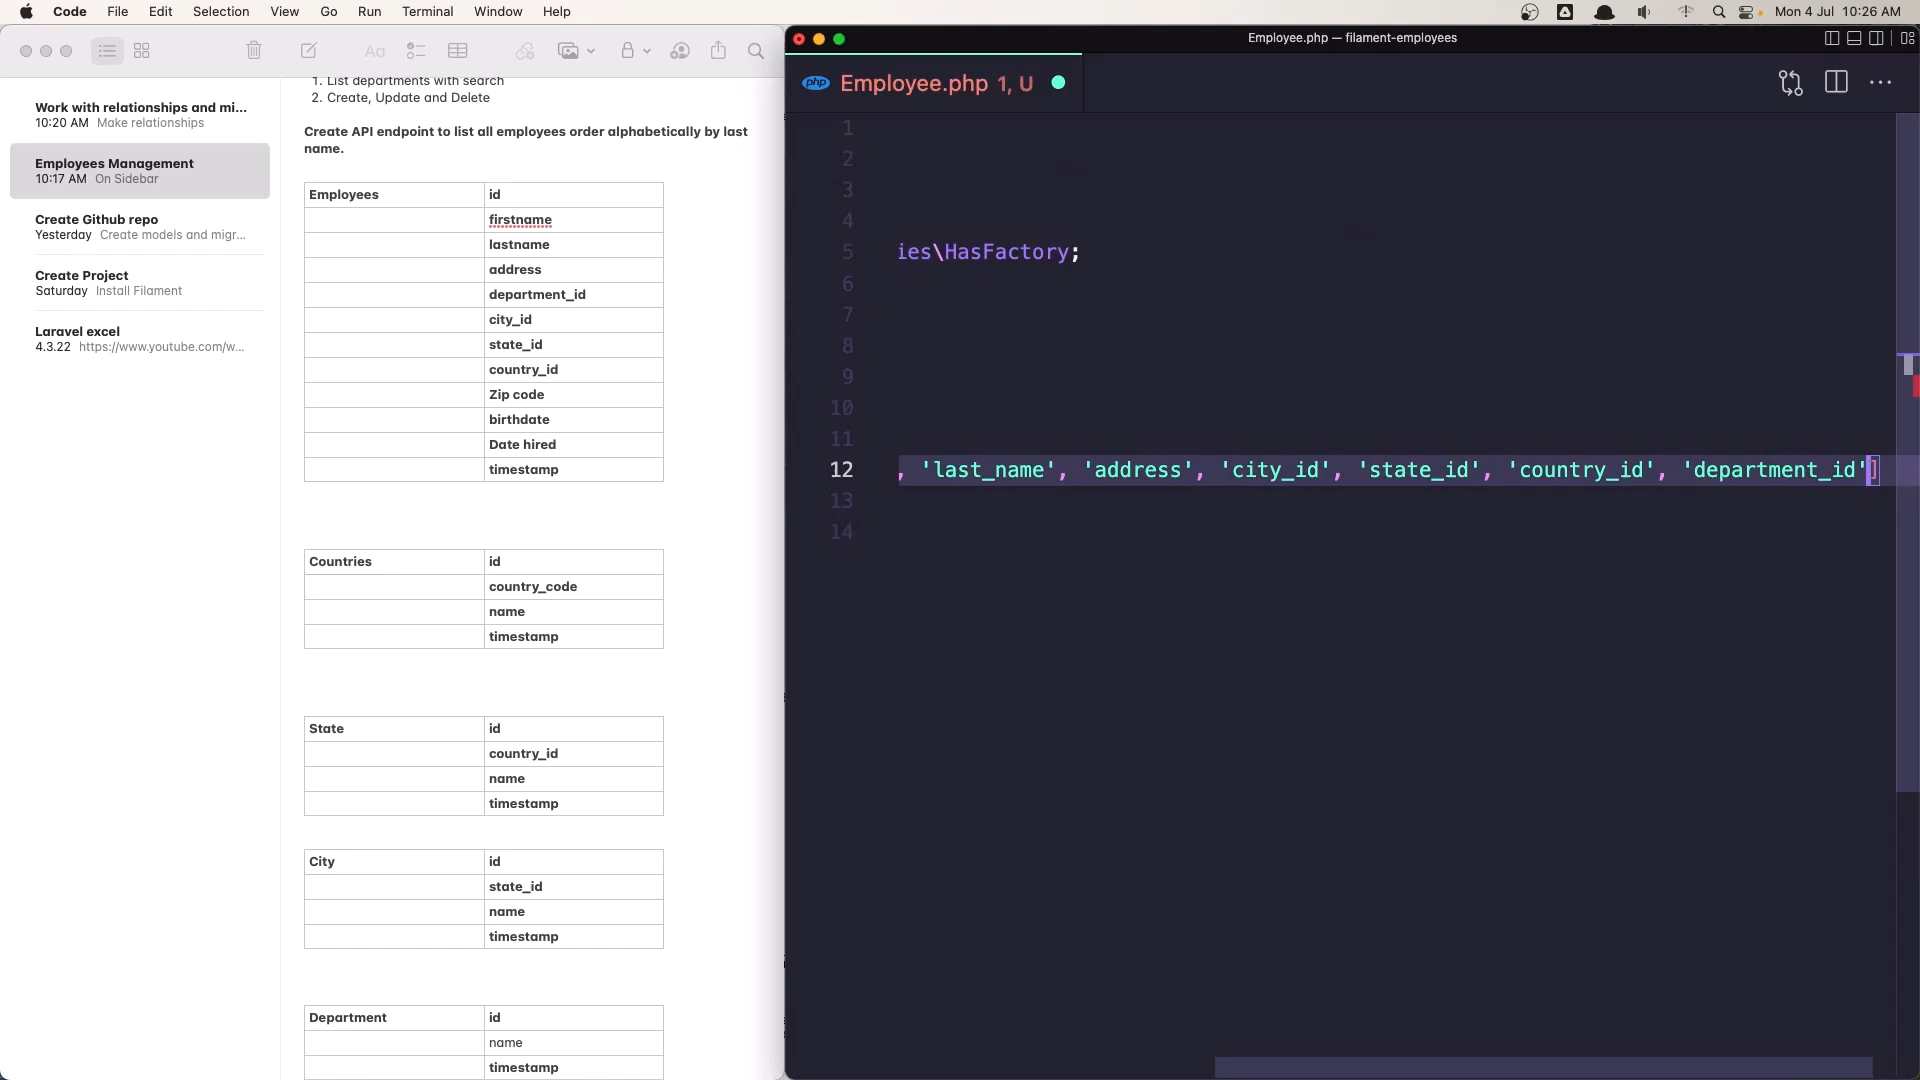 Code File Edit Selection View Go Run Terminal Window Help Mon 4 Jul 10:26 AM
Work with relationships and mi...
10:20 AM Make relationships
Employees Management
10:17 AM On Sidebar
Create Github repo
Yesterday Create models and migr...
Create Project
Saturday Install Filament
Laravel excel
4.3.22 https://www.youtube.com/w...
Aa
1. List departments with search
2. Create, Update and Delete
Create API endpoint to list all employees order alphabetically by last
name.
Employees id
firstname
lastname
address
department_id
city_id
state_id
country_id
Zip code
birthdate
Date hired
timestamp
Countries id
country_code
name
timestamp
State id
country_id
name
timestamp
City id
state_id
name
timestamp
Department id
name
timestamp
Employee.php — filament-employees
php Employee.php 1, U
1
2
3
4
5 ies\HasFactory;
6
7
8
9
10
11
12 , 'last_name', 'address', 'city_id', 'state_id', 'country_id', 'department_id']
13
14